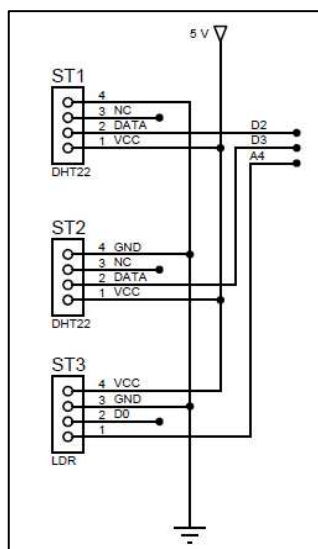 5 V
ST1
4
3 NC
2 DATA D2
1 VCC D3
A4
DHT22
ST2
4 GND
3 NC
2 DATA
1 VCC
DHT22
ST3
4 VCC
3 GND
2 D0
1
LDR